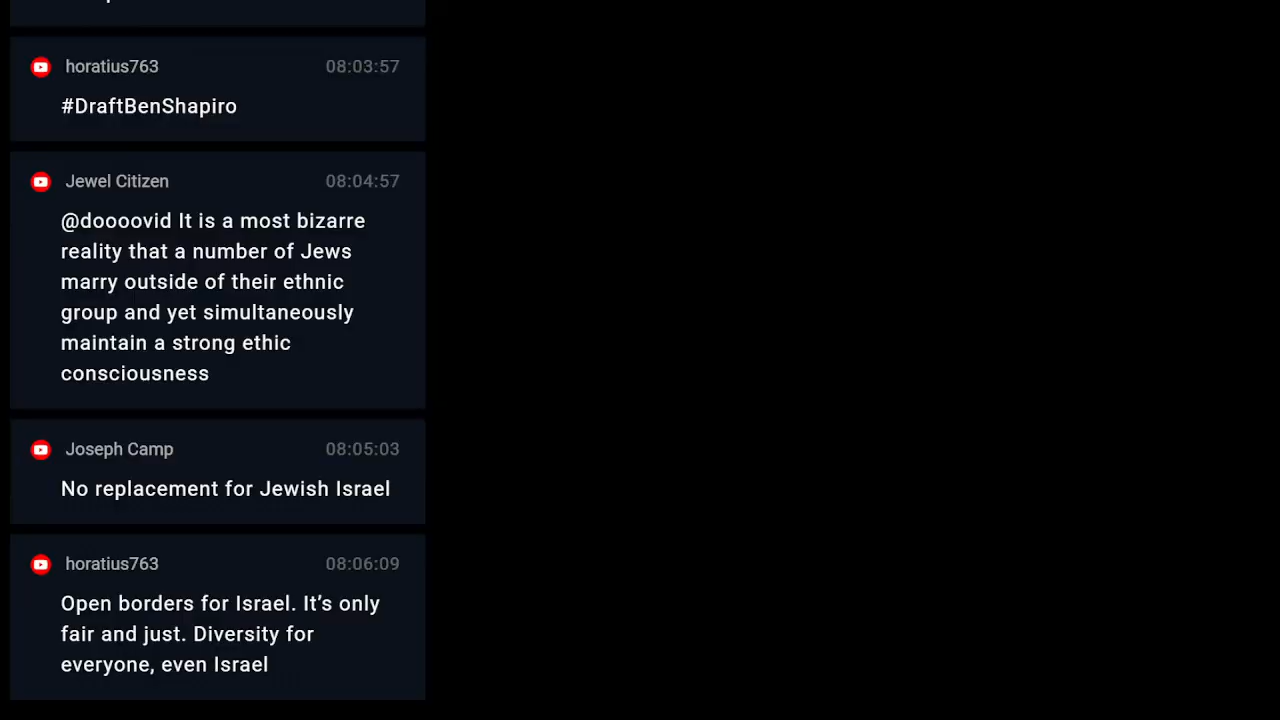 horatius763 08:03:57
#DraftBenShapiro
Jewel Citizen 08:04:57
@doooovid It is a most bizarre
reality that a number of Jews
marry outside of their ethnic
group and yet simultaneously
maintain a strong ethic
consciousness
Joseph Camp 08:05:03
No replacement for Jewish Israel
horatius763 08:06:09
Open borders for Israel. It’s only
fair and just. Diversity for
everyone, even Israel